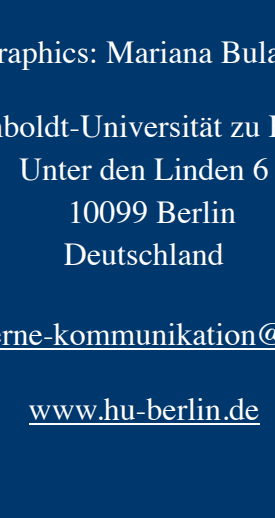 raphics: Mariana Bula
boldt-Universität zu
Unter den Linden 6
10099 Berlin
Deutschland
erne-kommunikation@
www.hu-berlin.de